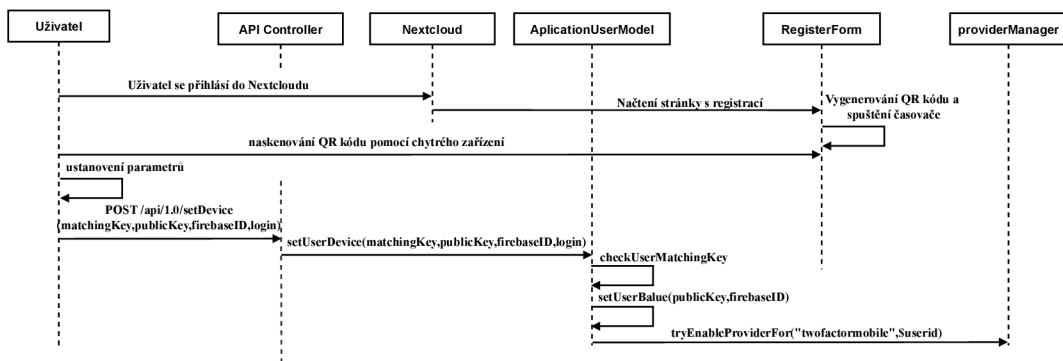 Uživatel
API Controller
Nextcloud
AplicationUserModel
RegisterForm
providerManager
Uživatel se přihlásí do Nextcloudu
Načtení stránky s registrací
Vygenerování QR kódu a
spuštění časovače
naskenování QR kódu pomocí chytrého zařízení
ustanovení parametrů
POST /api/1.0/setDevice
(matchingKey,publicKey,firebaseID,login)
setUserDevice(matchingKey,publicKey,firebaseID,login)
checkUserMatchingKey
setUserBalue(publicKey,firebaseID)
tryEnableProviderFor("twofactormobile",Suserid)